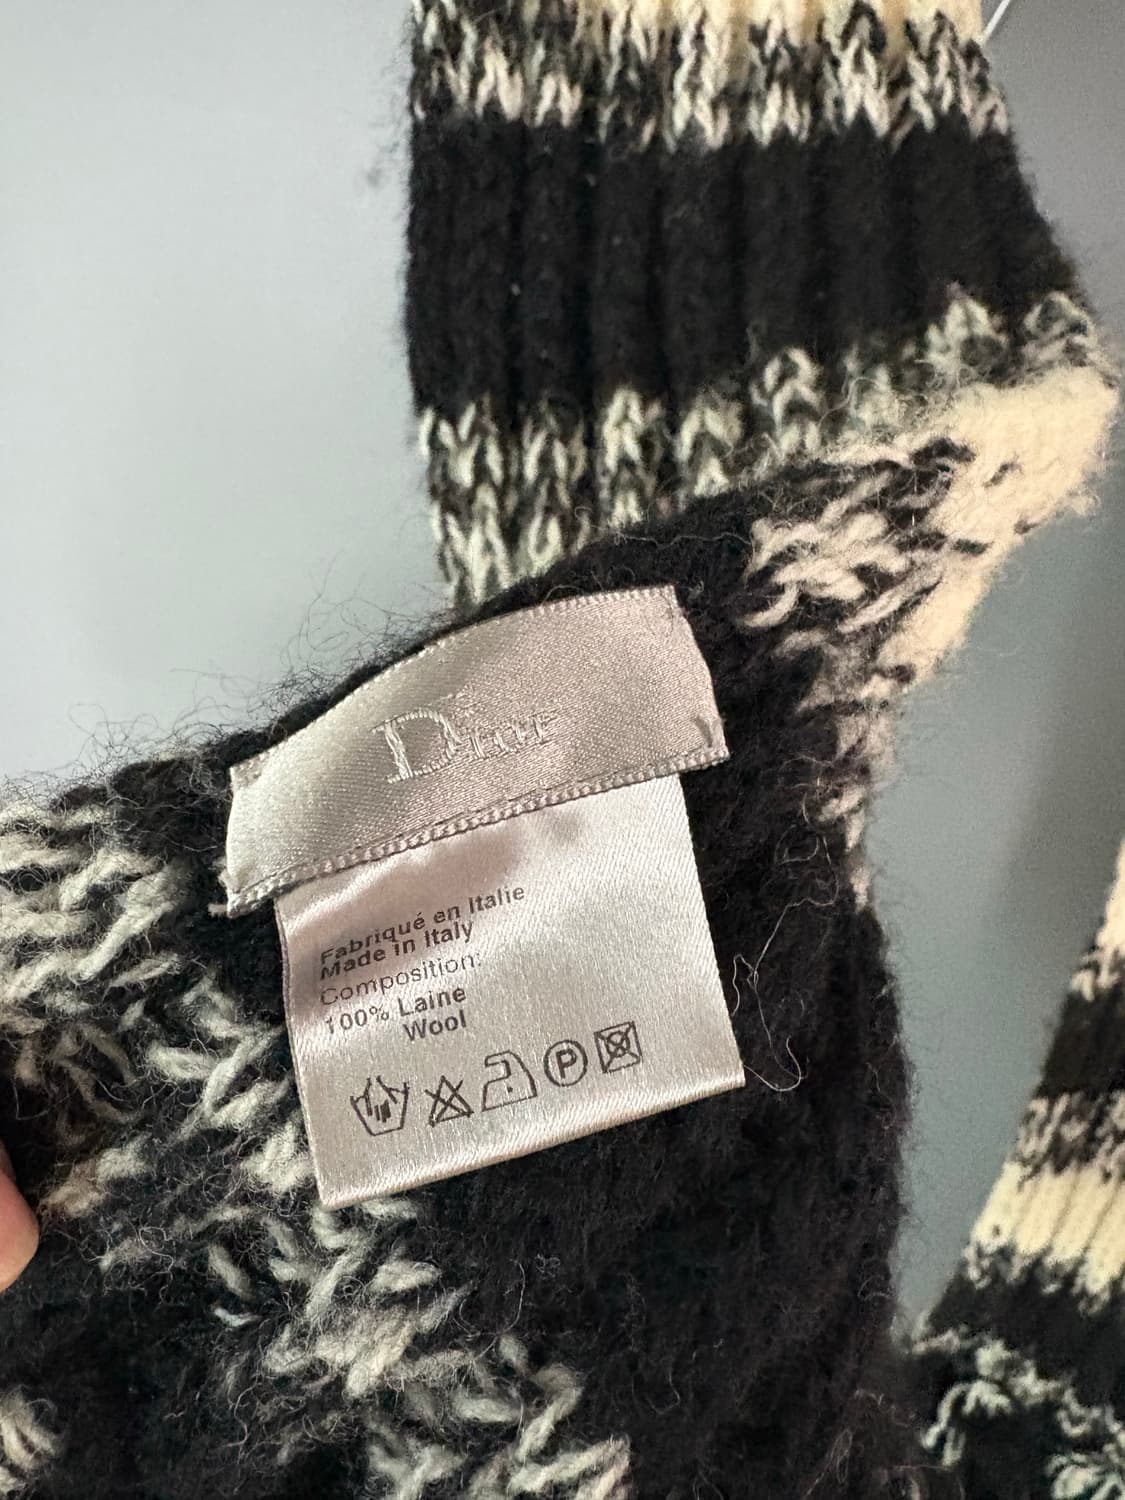 Dior
Fabriqué en Italie
Made in Italy
Composition:
100% Laine
Wool
P